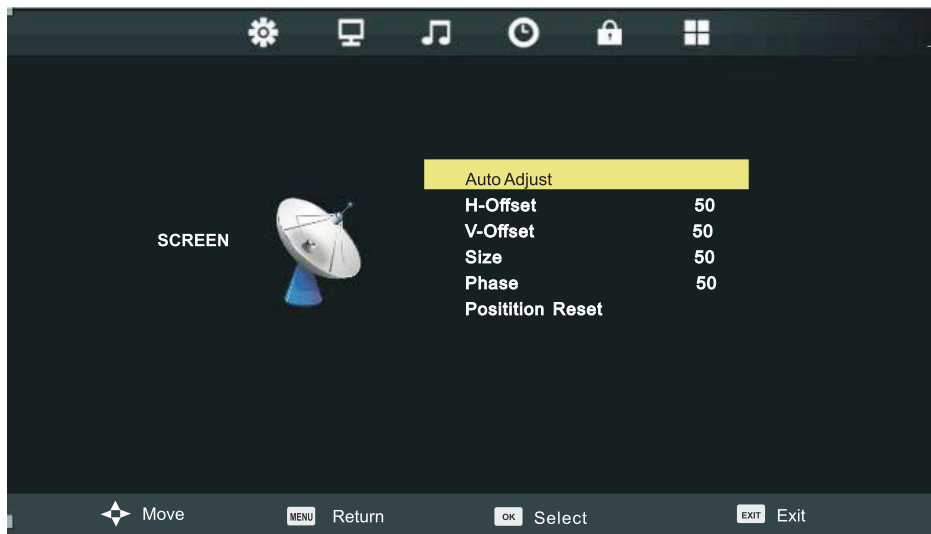 SCREEN
Auto Adjust
H-Offset 50
V-Offset 50
Size 50
Phase 50
Positition Reset
Move MENU Return OK Select EXIT Exit